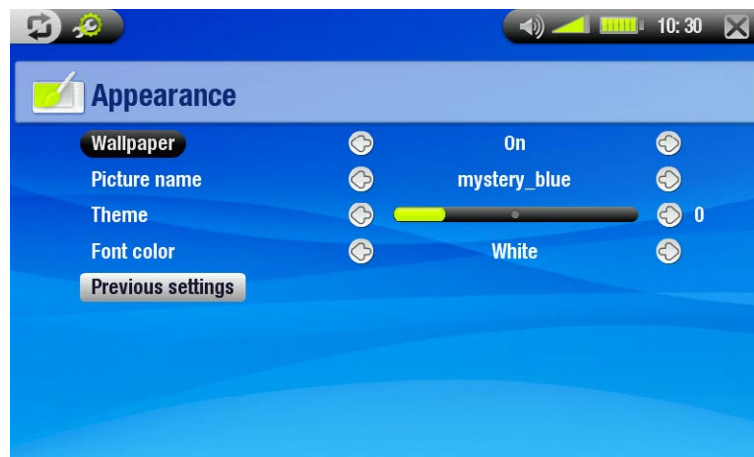 10:30
Appearance
Wallpaper On
Picture name mystery_blue
Theme 0
Font color White
Previous settings